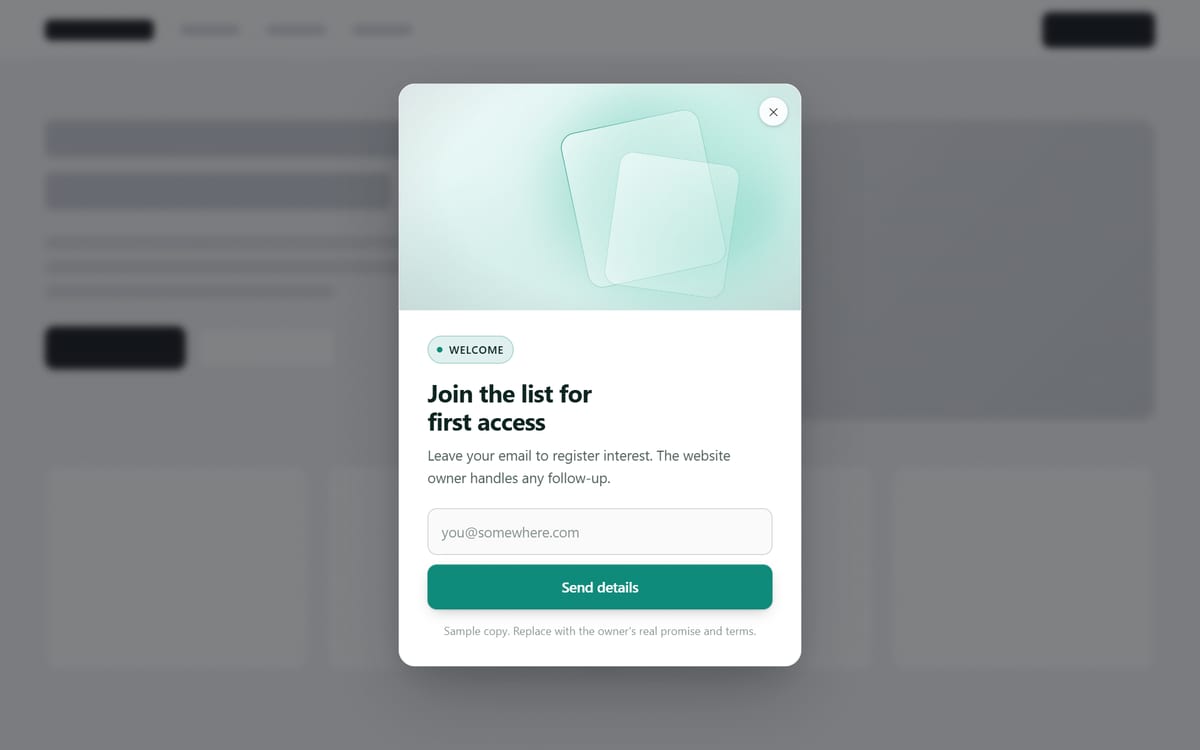 WELCOME
Join the list for
first access
Leave your email to register interest. The website
owner handles any follow-up.
you@somewhere.com
Send details
Sample copy. Replace with the owner's real promise and terms.